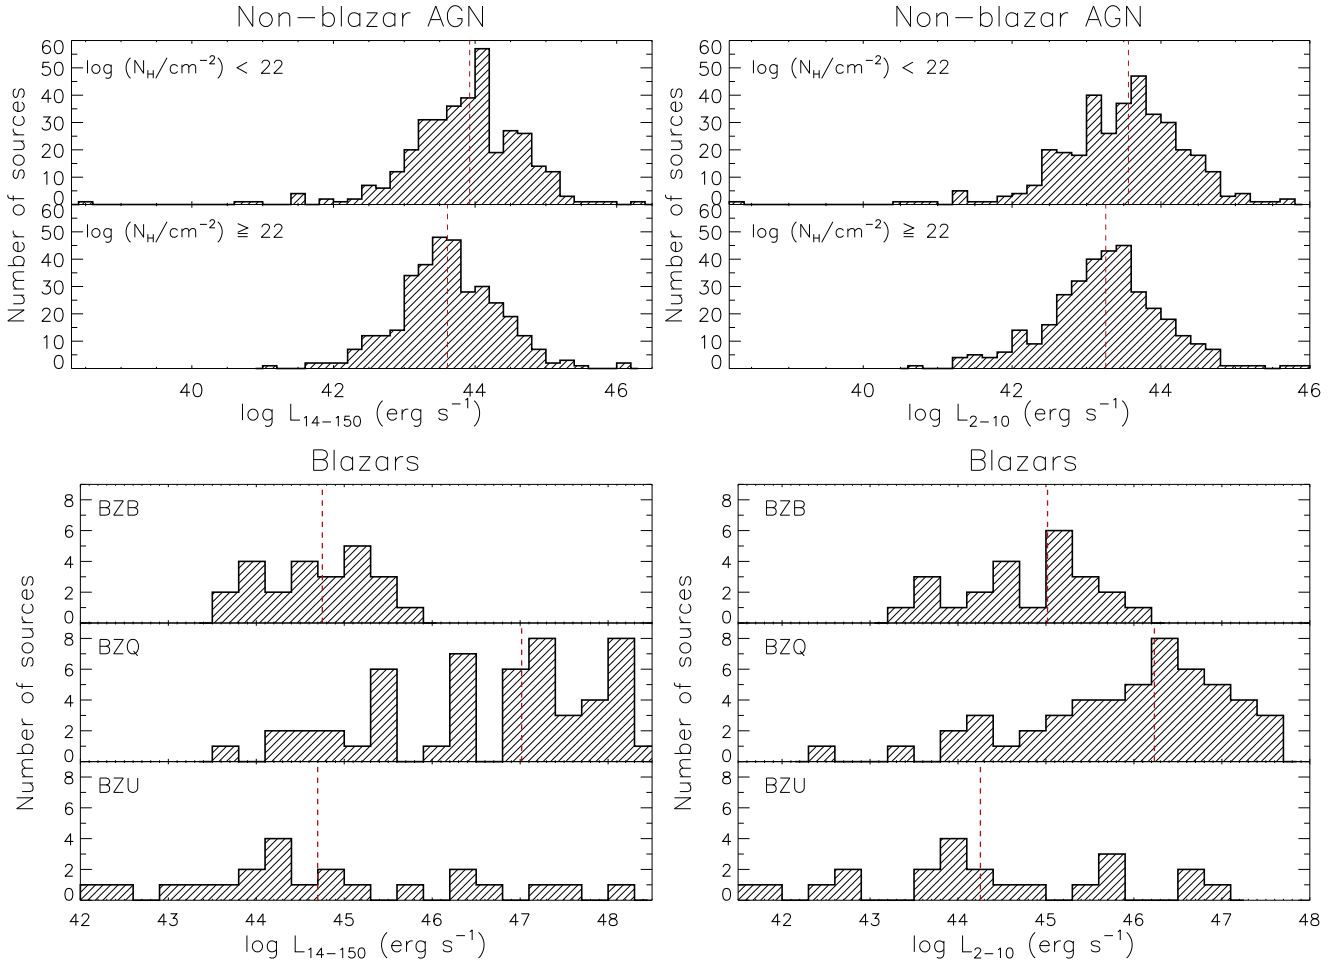 Non-blazar AGN
Non-blazar AGN
60
50
40
30
20
10
0
log (N_H/cm^−2) < 22
Number of sources
60
50
40
30
20
10
0
log (N_H/cm^−2) < 22
Number of sources
60
50
40
30
20
10
0
log (N_H/cm^−2) ≧ 22
Number of sources
60
50
40
30
20
10
0
log (N_H/cm^−2) ≧ 22
Number of sources
40 42 44 46
log L_14−150 (erg s^−1)
40 42 44 46
log L_2−10 (erg s^−1)
Blazars
Blazars
8
6
4
2
0
BZB
8
6
4
2
0
BZB
8
6
4
2
0
BZQ
Number of sources
8
6
4
2
0
BZQ
Number of sources
8
6
4
2
0
BZU
8
6
4
2
0
BZU
42 43 44 45 46 47 48
log L_14−150 (erg s^−1)
42 43 44 45 46 47 48
log L_2−10 (erg s^−1)